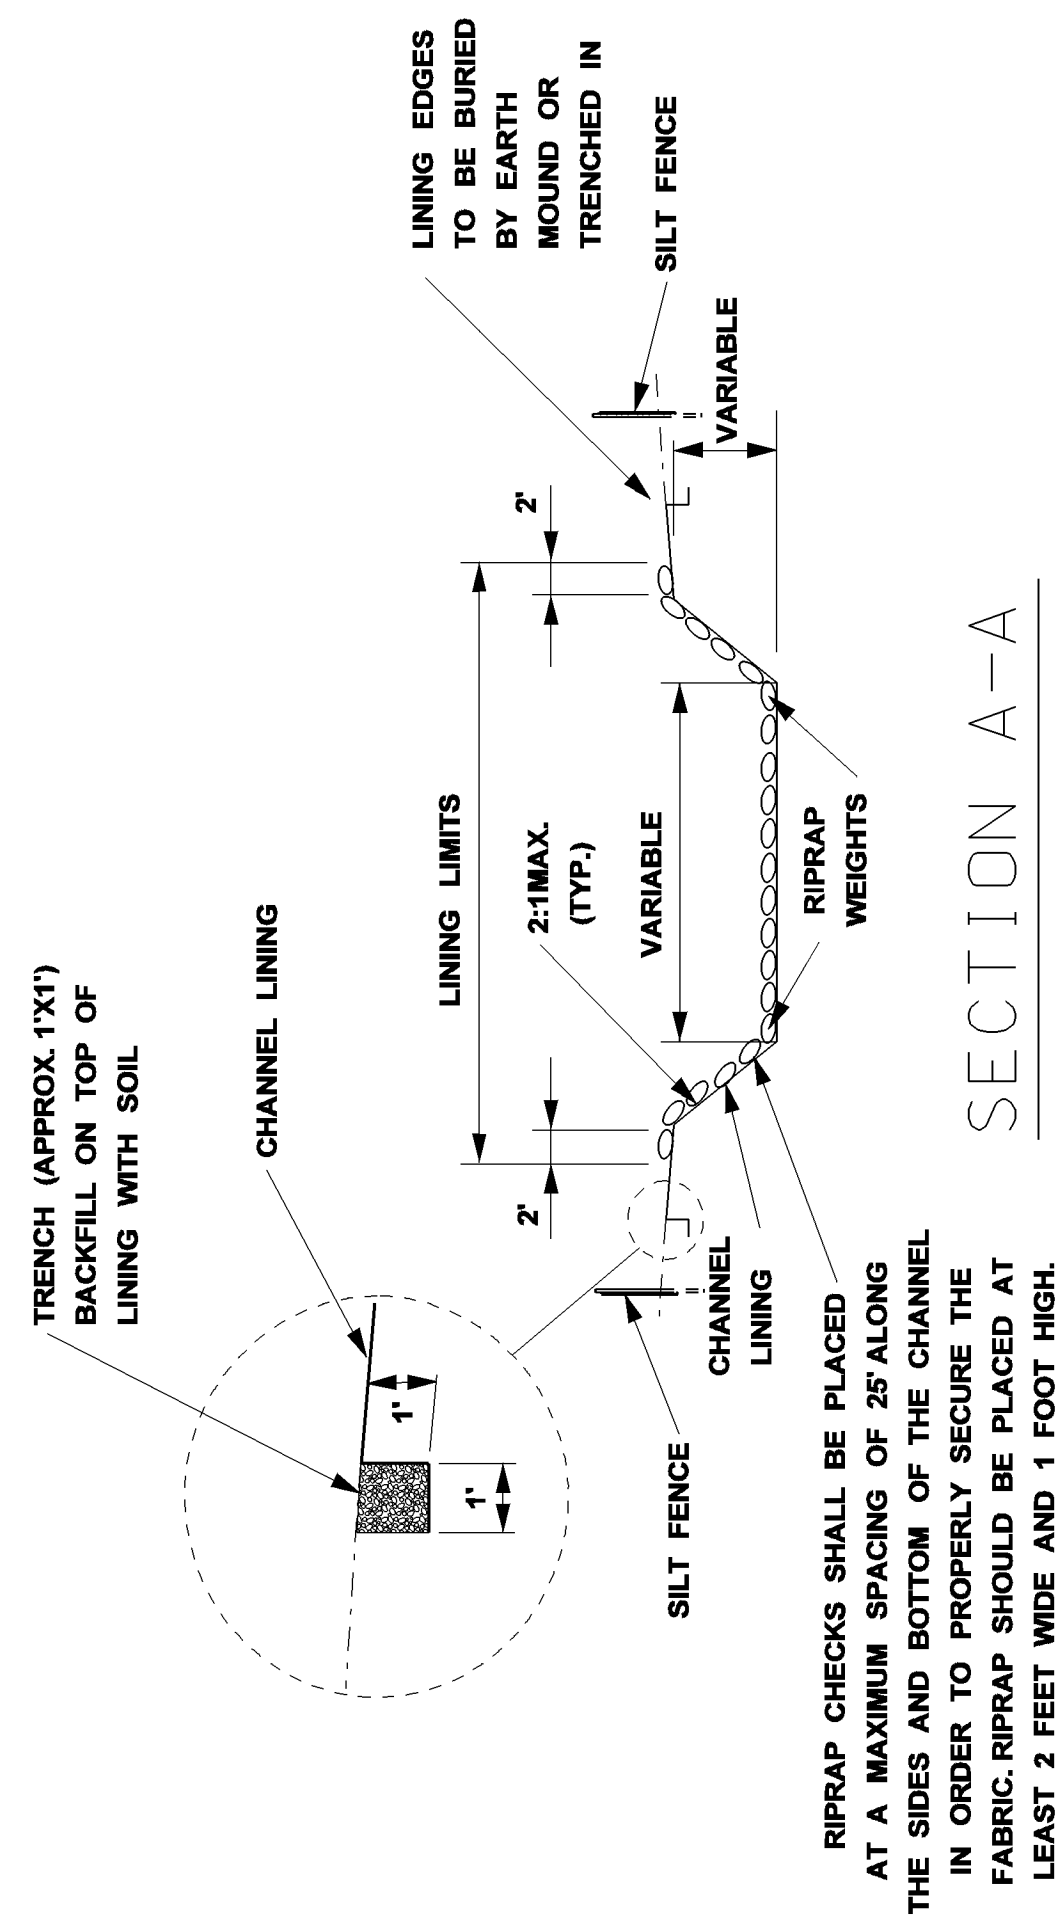 TRENCH (APPROX. 1'X1')
BACKFILL ON TOP OF
LINING WITH SOIL
CHANNEL LINING
1'
1'
LINING EDGES
TO BE BURIED
BY EARTH
MOUND OR
TRENCHED IN
LINING LIMITS
2'
2'
2:1MAX.
(TYP.)
VARIABLE
SILT FENCE
VARIABLE
SILT FENCE
CHANNEL
LINING
RIPRAP
WEIGHTS
RIPRAP CHECKS SHALL BE PLACED
AT A MAXIMUM SPACING OF 25' ALONG
THE SIDES AND BOTTOM OF THE CHANNEL
IN ORDER TO PROPERLY SECURE THE
FABRIC. RIPRAP SHOULD BE PLACED AT
LEAST 2 FEET WIDE AND 1 FOOT HIGH.
SECTION A-A